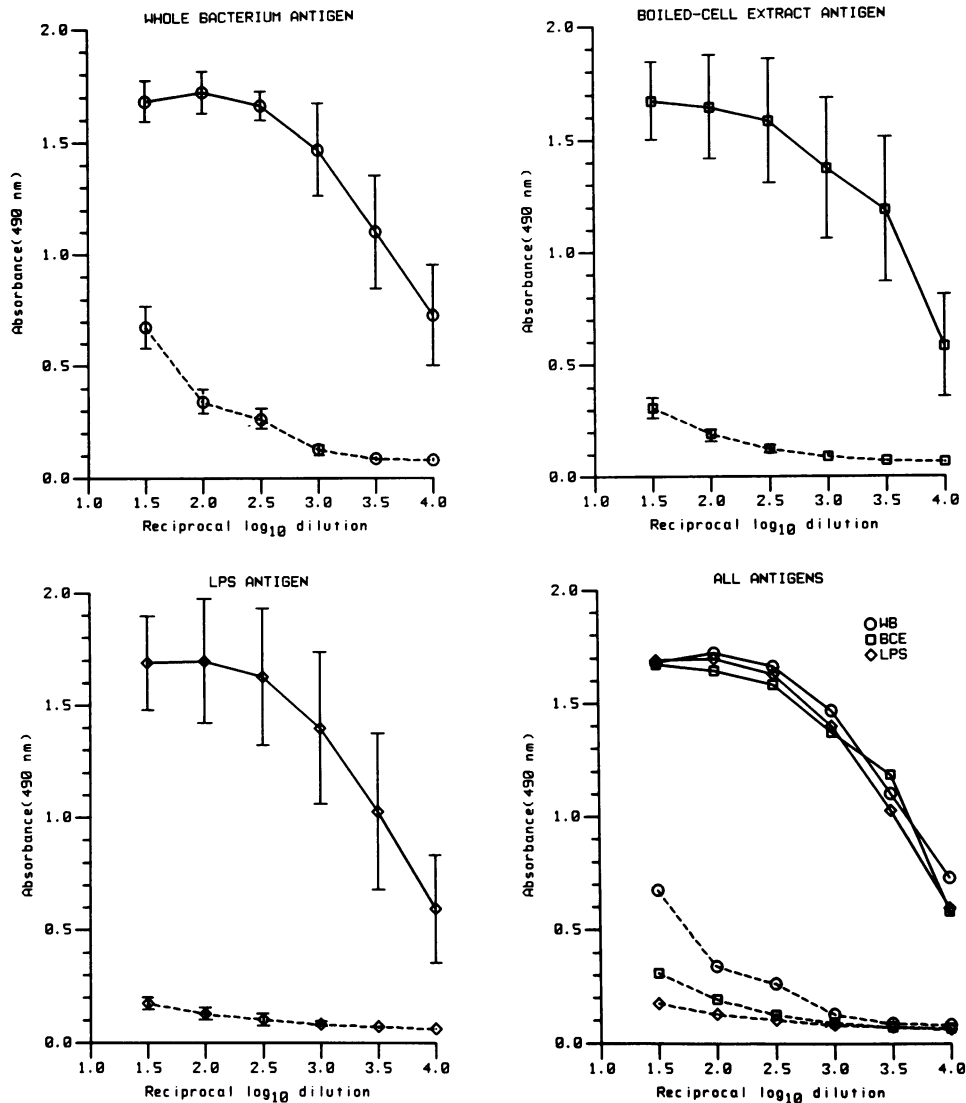 WHOLE BACTERIUM ANTIGEN
2.0
1.5
1.0
0.5
0.0
Absorbance(490 nm)
1.0 1.5 2.0 2.5 3.0 3.5 4.0
Reciprocal log10 dilution
BOILED-CELL EXTRACT ANTIGEN
2.0
1.5
1.0
0.5
0.0
Absorbance(490 nm)
1.0 1.5 2.0 2.5 3.0 3.5 4.0
Reciprocal log10 dilution
LPS ANTIGEN
2.0
1.5
1.0
0.5
0.0
Absorbance(490 nm)
1.0 1.5 2.0 2.5 3.0 3.5 4.0
Reciprocal log10 dilution
ALL ANTIGENS
WB
BCE
LPS
2.0
1.5
1.0
0.5
0.0
Absorbance(490 nm)
1.0 1.5 2.0 2.5 3.0 3.5 4.0
Reciprocal log10 dilution